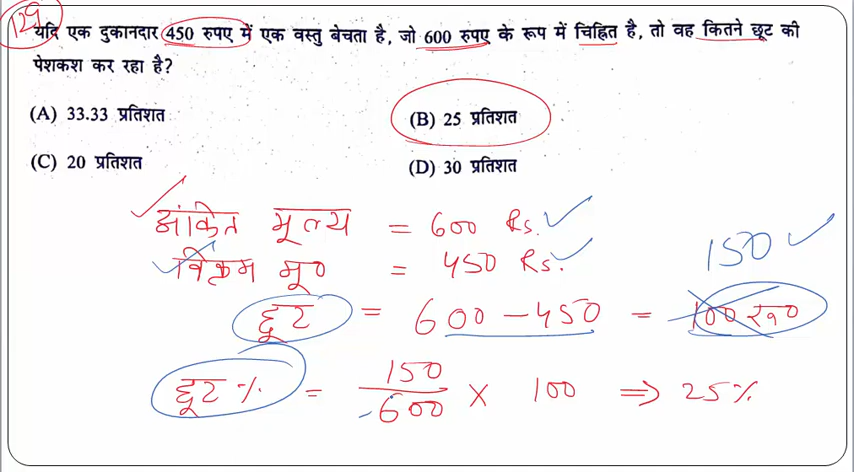 129
यदि एक दुकानदार 450 रुपए में एक वस्तु बेचता है, जो 600 रुपए के रूप में चिह्नित है, तो वह कितने छूट की
पेशकश कर रहा है?
(A) 33.33 प्रतिशत
(B) 25 प्रतिशत
(C) 20 प्रतिशत
(D) 30 प्रतिशत
अंकित मूल्य = 600 Rs.
विक्रम मू० = 450 Rs.
150
छूट = 600 - 450 = 100 रु०
छूट % = 150/600 × 100 ⇒ 25%